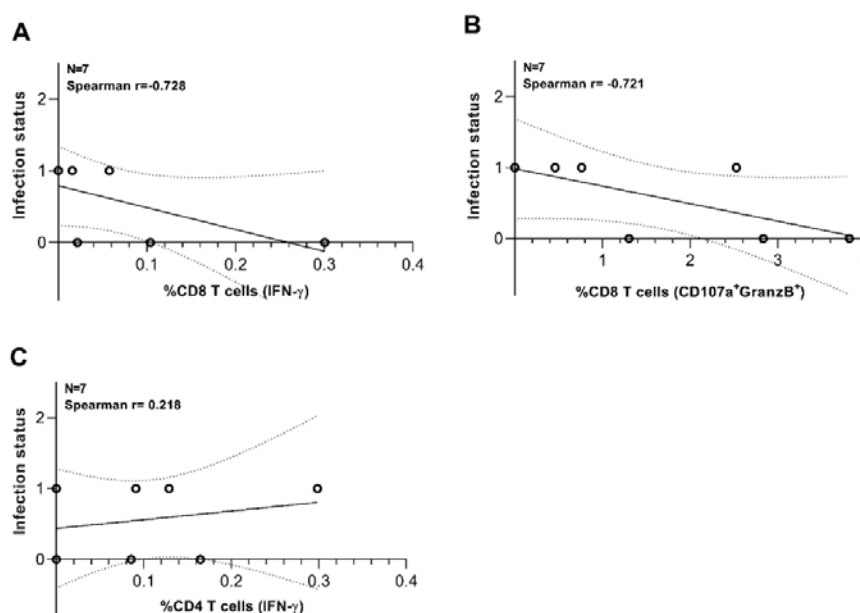 A
N=7
Spearman r=-0.728
Infection status
2
1
0
0.1
0.2
0.3
0.4
%CD8 T cells (IFN-γ)
B
N=7
Spearman r= -0.721
Infection status
2
1
0
1
2
3
%CD8 T cells (CD107a⁺GranzB⁺)
C
N=7
Spearman r= 0.218
Infection status
2
1
0
0.1
0.2
0.3
0.4
%CD4 T cells (IFN-γ)